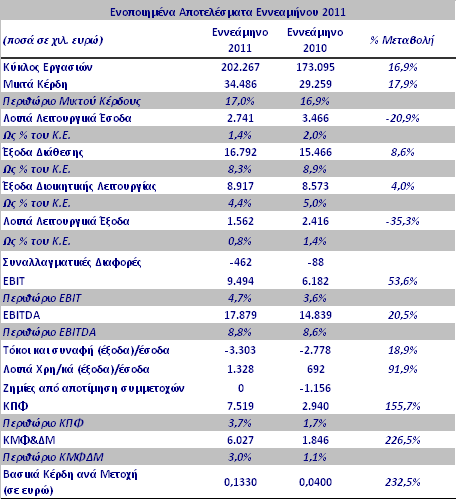 Ενοποιημένα Αποτελέσματα Εννεαμήνου 2011
(ποσά σε χιλ. ευρώ) Εννεάμηνο 2011 Εννεάμηνο 2010 % Μεταβολή
Κύκλος Εργασιών 202.267 173.095 16,9%
Μικτά Κέρδη 34.486 29.259 17,9%
Περιθώριο Μικτού Κέρδους 17,0% 16,9%
Λοιπά Λειτουργικά Έσοδα 2.741 3.466 -20,9%
Ως % του Κ.Ε. 1,4% 2,0%
Έξοδα Διάθεσης 16.792 15.466 8,6%
Ως % του Κ.Ε. 8,3% 8,9%
Έξοδα Διοικητικής Λειτουργίας 8.917 8.573 4,0%
Ως % του Κ.Ε. 4,4% 5,0%
Λοιπά Λειτουργικά Έξοδα 1.562 2.416 -35,3%
Ως % του Κ.Ε. 0,8% 1,4%
Συναλλαγματικές Διαφορές -462 -88
EBIT 9.494 6.182 53,6%
Περιθώριο EBIT 4,7% 3,6%
EBITDA 17.879 14.839 20,5%
Περιθώριο EBITDA 8,8% 8,6%
Τόκοι και συναφή (έξοδα)/έσοδα -3.303 -2.778 18,9%
Λοιπά Χρη/κά (έξοδα)/έσοδα 1.328 692 91,9%
Ζημίες από αποτίμηση συμμετοχών 0 -1.156
ΚΠΦ 7.519 2.940 155,7%
Περιθώριο ΚΠΦ 3,7% 1,7%
ΚΜΦ&ΔΜ 6.027 1.846 226,5%
Περιθώριο ΚΜΦΔΜ 3,0% 1,1%
Βασικά Κέρδη ανά Μετοχή
(σε ευρώ) 0,1330 0,0400 232,5%